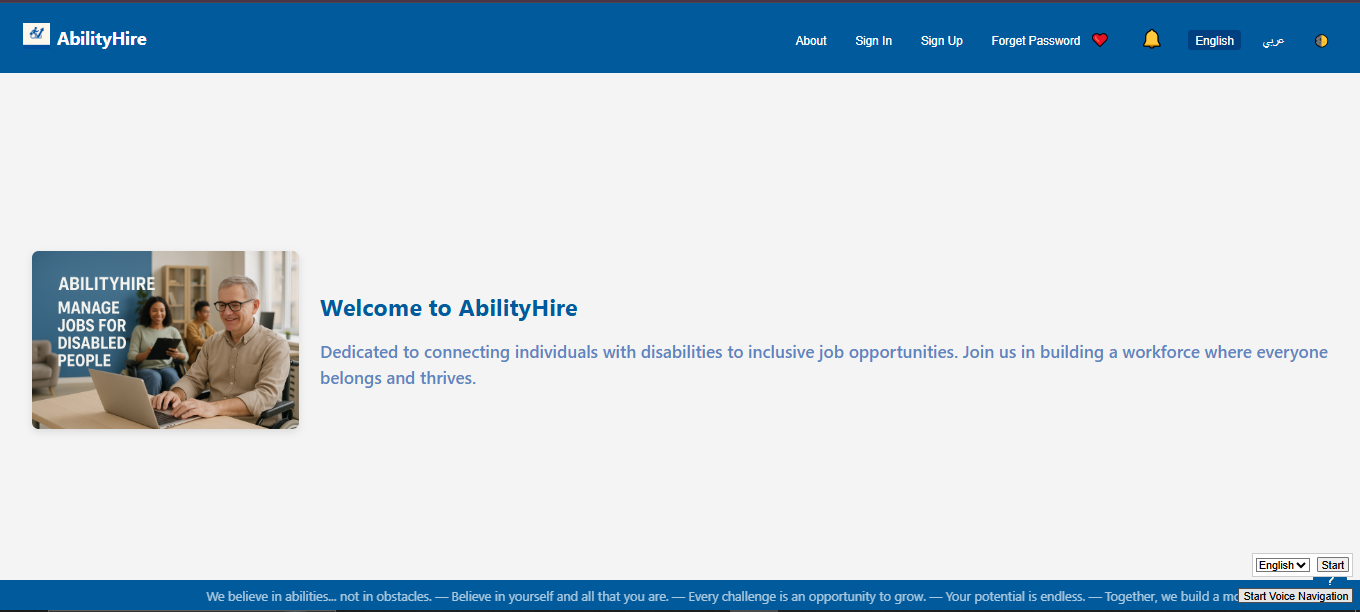 AbilityHire
About
Sign In
Sign Up
Forget Password
English
عربي
ABILITYHIRE
MANAGE
JOBS FOR
DISABLED
PEOPLE
Welcome to AbilityHire
Dedicated to connecting individuals with disabilities to inclusive job opportunities. Join us in building a workforce where everyone
belongs and thrives.
English
Start
?
We believe in abilities... not in obstacles. — Believe in yourself and all that you are. — Every challenge is an opportunity to grow. — Your potential is endless. — Together, we build a mo
Start Voice Navigation